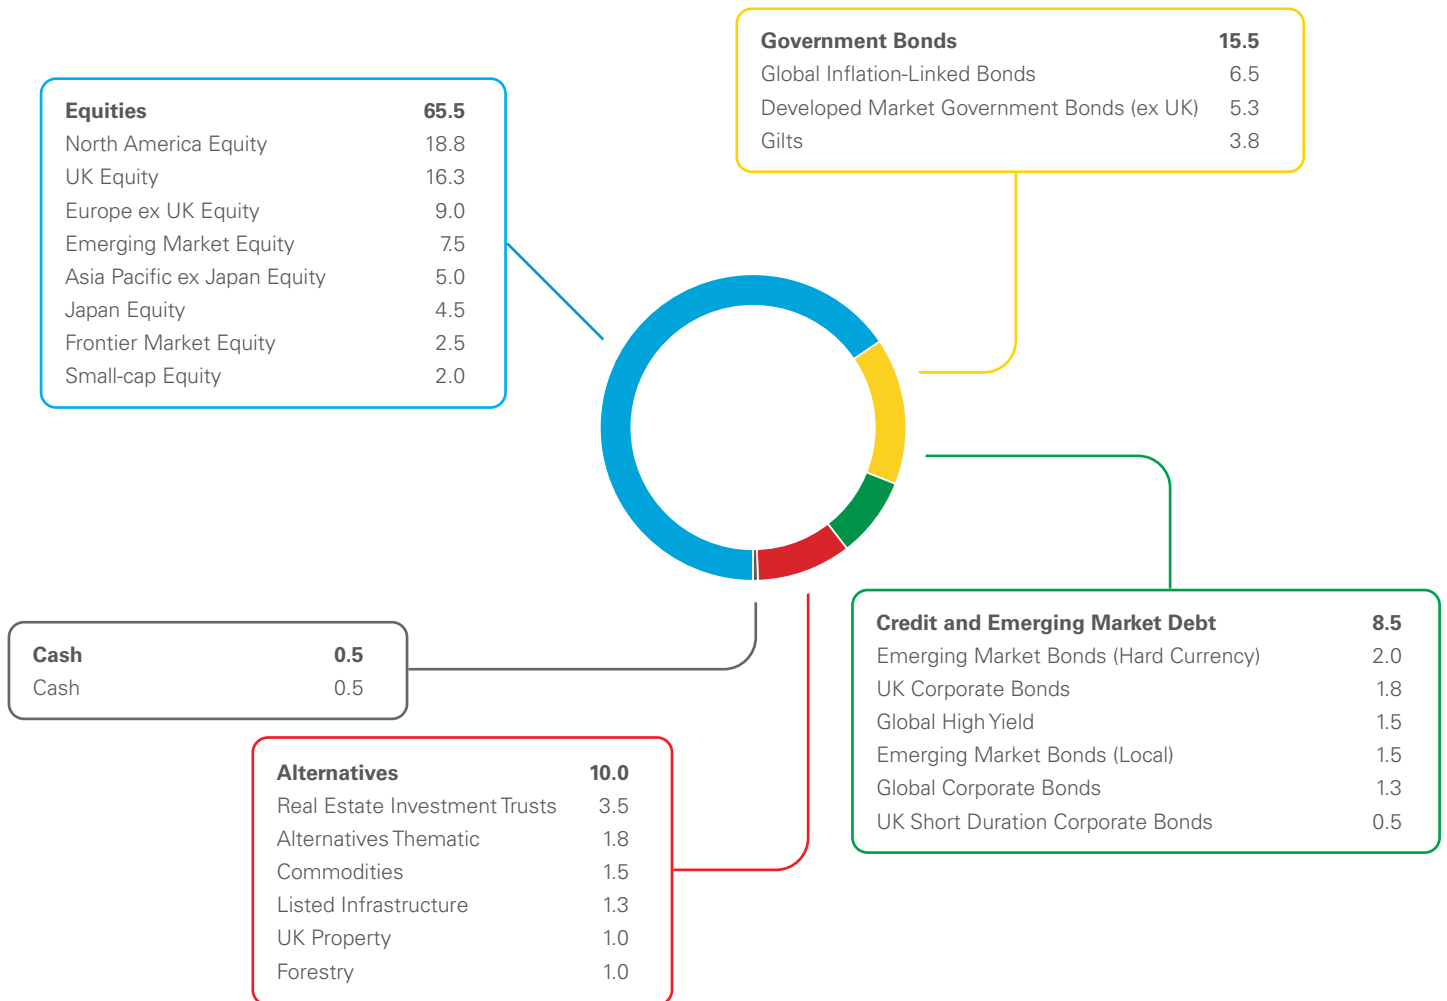 Government Bonds 15.5
Global Inflation-Linked Bonds 6.5
Developed Market Government Bonds (ex UK) 5.3
Gilts 3.8
Equities 65.5
North America Equity 18.8
UK Equity 16.3
Europe ex UK Equity 9.0
Emerging Market Equity 7.5
Asia Pacific ex Japan Equity 5.0
Japan Equity 4.5
Frontier Market Equity 2.5
Small-cap Equity 2.0
Credit and Emerging Market Debt 8.5
Emerging Market Bonds (Hard Currency) 2.0
UK Corporate Bonds 1.8
Global High Yield 1.5
Emerging Market Bonds (Local) 1.5
Global Corporate Bonds 1.3
UK Short Duration Corporate Bonds 0.5
Cash 0.5
Cash 0.5
Alternatives 10.0
Real Estate Investment Trusts 3.5
Alternatives Thematic 1.8
Commodities 1.5
Listed Infrastructure 1.3
UK Property 1.0
Forestry 1.0